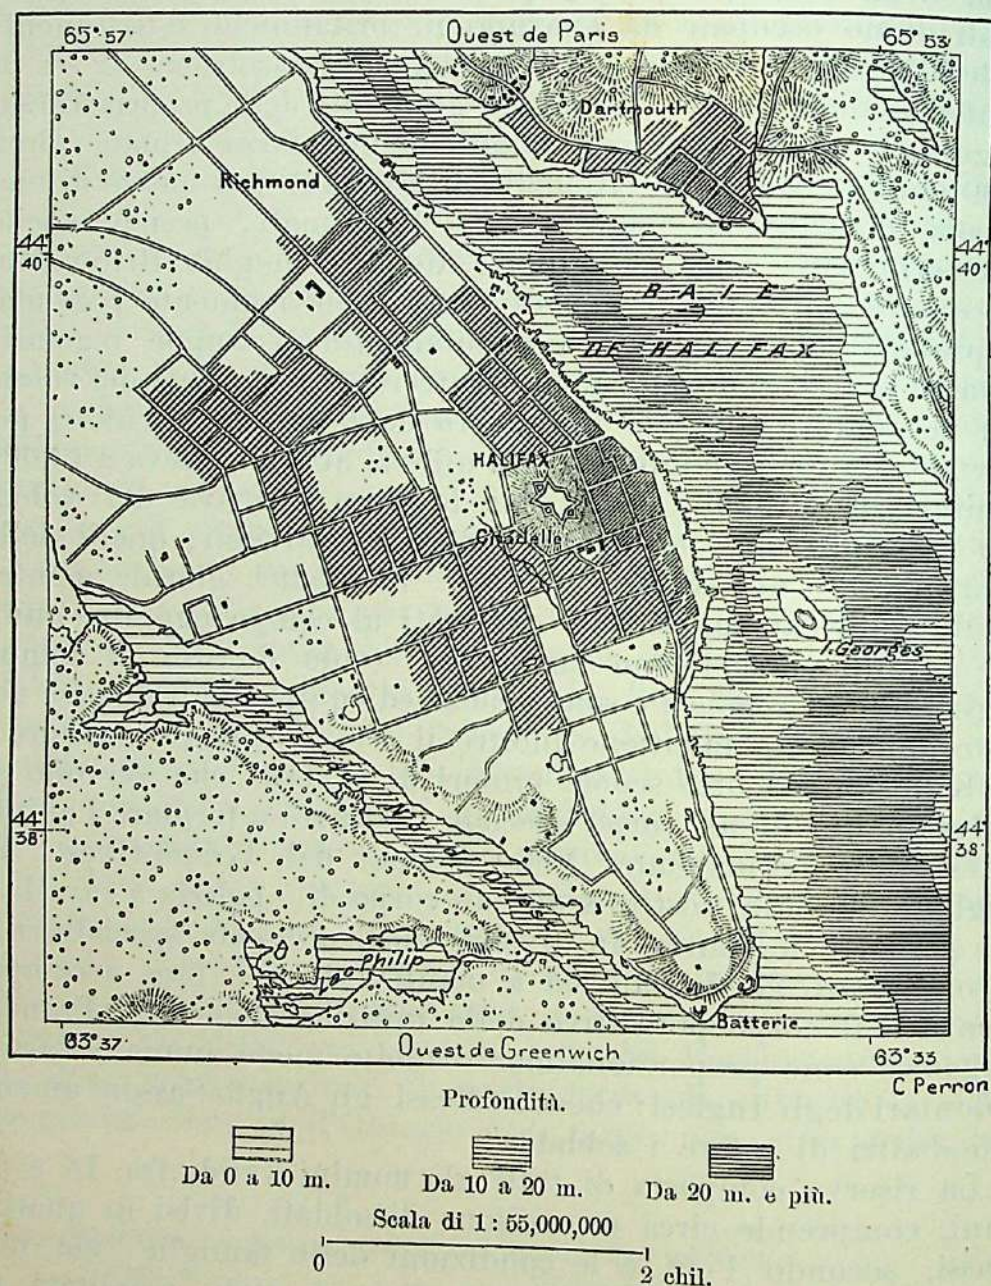 65°57 Ouest de Paris 65°53
Dartmouth
Richmond
44°
40'
44°
40'
BAIE
DE HALIFAX
HALIFAX
Citadelle
I. Georges
Bras du Nord Ouest
44°
38'
44°
38'
Philip
Batterie
63°37 Ouest de Greenwich 63°33
C Perron
Profondità.
Da 0 a 10 m. Da 10 a 20 m. Da 20 m. e più.
Scala di 1 : 55,000,000
0 2 chil.